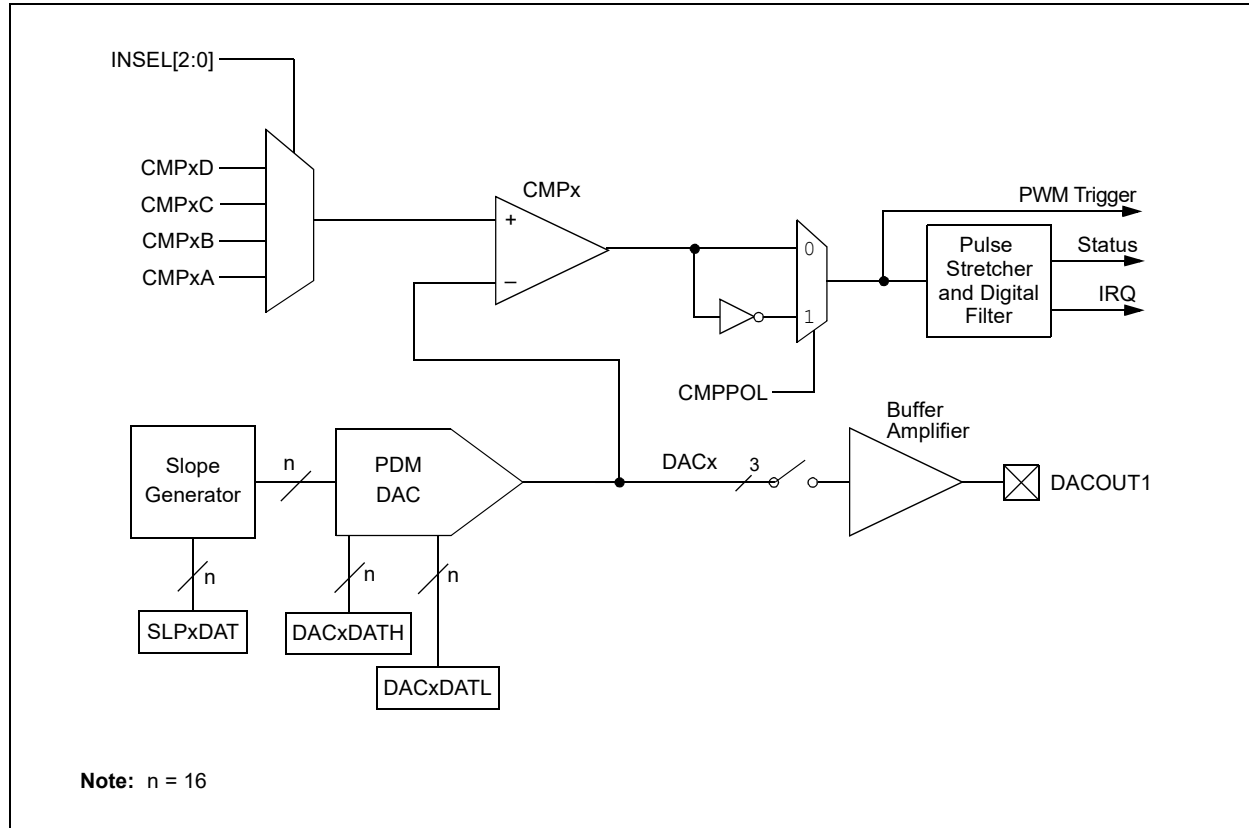 INSEL[2:0]
CMPxD
CMPxC
CMPxB
CMPxA
CMPx
+
–
0
1
CMPPOL
PWM Trigger
Pulse
Stretcher
and Digital
Filter
Status
IRQ
Slope
Generator
n
PDM
DAC
DACx
3
Buffer
Amplifier
DACOUT1
n
n
n
SLPxDAT
DACxDATH
DACxDATL
Note: n = 16